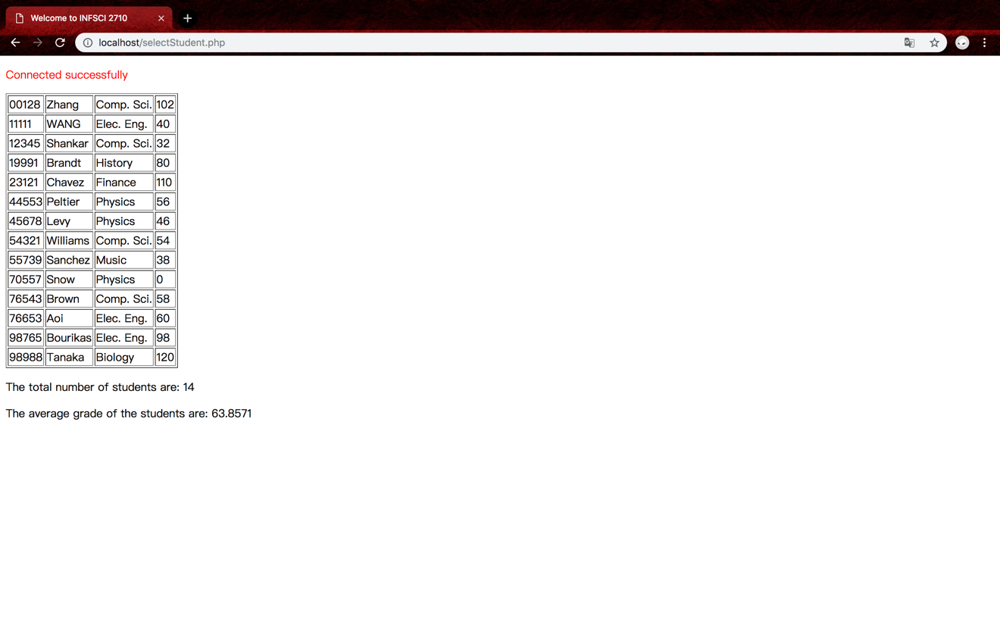 Welcome to INFSCI 2710
localhost/selectStudent.php
Connected successfully
00128 Zhang Comp. Sci. 102
11111 WANG Elec. Eng. 40
12345 Shankar Comp. Sci. 32
19991 Brandt History 80
23121 Chavez Finance 110
44553 Peltier Physics 56
45678 Levy Physics 46
54321 Williams Comp. Sci. 54
55739 Sanchez Music 38
70557 Snow Physics 0
76543 Brown Comp. Sci. 58
76653 Aoi Elec. Eng. 60
98765 Bourikas Elec. Eng. 98
98988 Tanaka Biology 120
The total number of students are: 14
The average grade of the students are: 63.8571